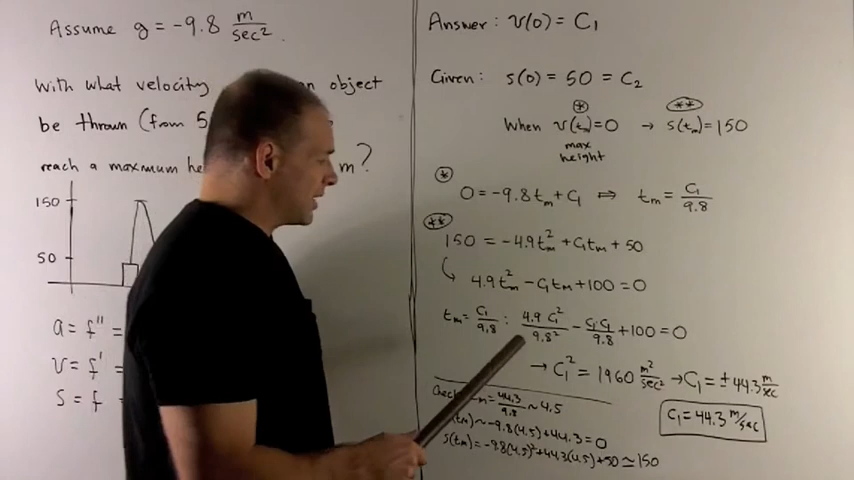 Assume g = -9.8 m/sec².
With what velocity object
be thrown (from 5
reach a maximum he m?
150
50
a = f'' =
v = f' =
s = f
Answer: v(0) = C₁
Given: s(0) = 50 = C₂
* **
When v(tₘ)=0 → s(tₘ)=150
max
height
*
0 = -9.8tₘ + C₁ ⟺ tₘ = C₁/9.8
**
150 = -4.9tₘ² + C₁tₘ + 50
↳ 4.9tₘ² - C₁tₘ + 100 = 0
tₘ = C₁/9.8 : 4.9 C₁²/9.8² - C₁C₁/9.8 + 100 = 0
→ C₁² = 1960 m²/sec² → C₁ = ± 44.3 m/sec
C₁ = 44.3 m/sec
Check m = 44.3/9.8 ~ 4.5
(tₘ) ~ -9.8(4.5) + 44.3 = 0
s(tₘ) = -9.8(4.5)² + 44.3(4.5) + 50 ≃ 150